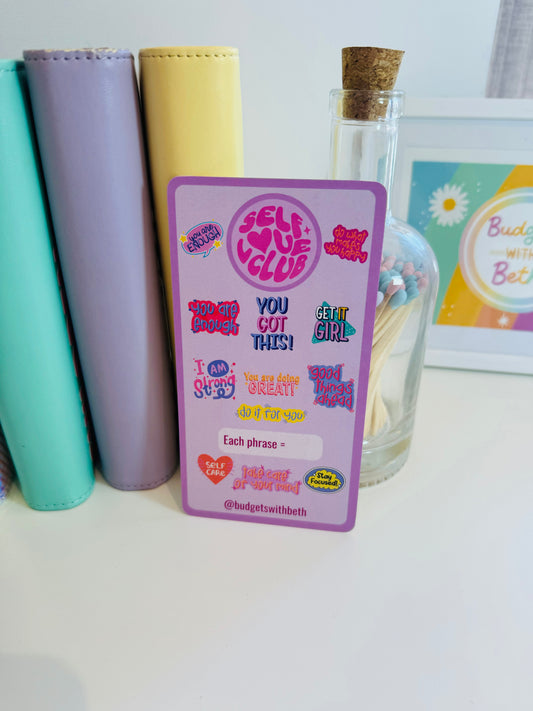 SELF
LOVE
CLUB
YOU ARE
ENOUGH
do what
makes
you happy
you are
enough
YOU
GOT
THIS!
GET IT
GIRL
I AM
Strong
You are doing
GREAT!
good
things
ahead
do it for you
Each phrase =
SELF
CARE
take care
of your mind
Stay
Focused!
@budgetswithbeth
Budge
WITH
Beth